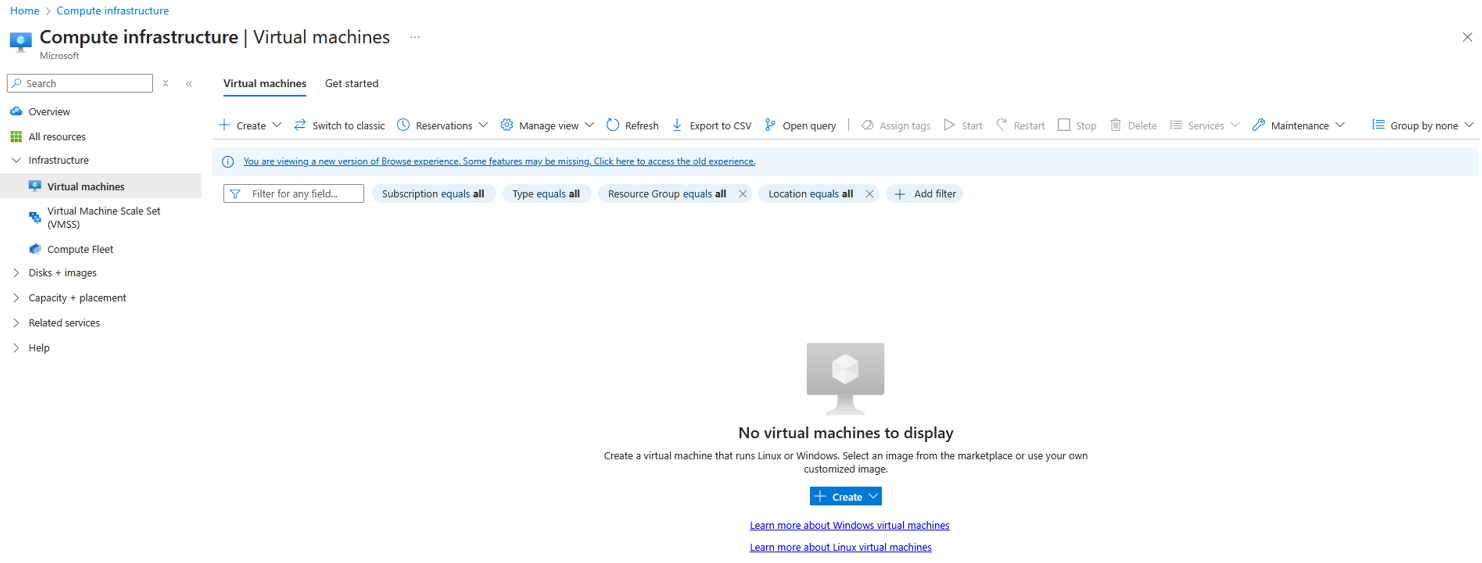 Home > Compute infrastructure
Compute infrastructure | Virtual machines ...
Microsoft
Search
Overview
All resources
Infrastructure
Virtual machines
Virtual Machine Scale Set
(VMSS)
Compute Fleet
Disks + images
Capacity + placement
Related services
Help
Virtual machines Get started
Create Switch to classic Reservations Manage view Refresh Export to CSV Open query Assign tags Start Restart Stop Delete Services Maintenance Group by none
You are viewing a new version of Browse experience. Some features may be missing. Click here to access the old experience.
Filter for any field... Subscription equals all Type equals all Resource Group equals all Location equals all Add filter
No virtual machines to display
Create a virtual machine that runs Linux or Windows. Select an image from the marketplace or use your own
customized image.
Create
Learn more about Windows virtual machines
Learn more about Linux virtual machines